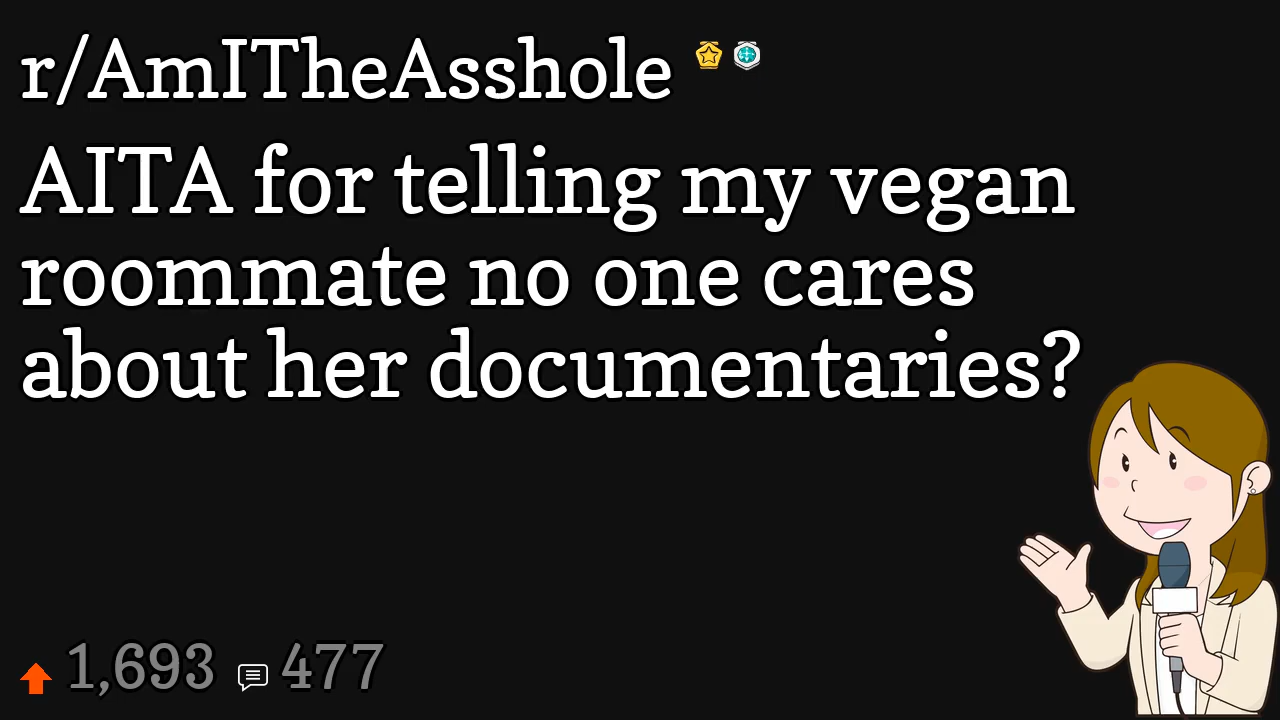 r/AmITheAsshole
AITA for telling my vegan
roommate no one cares
about her documentaries?
1,693 477